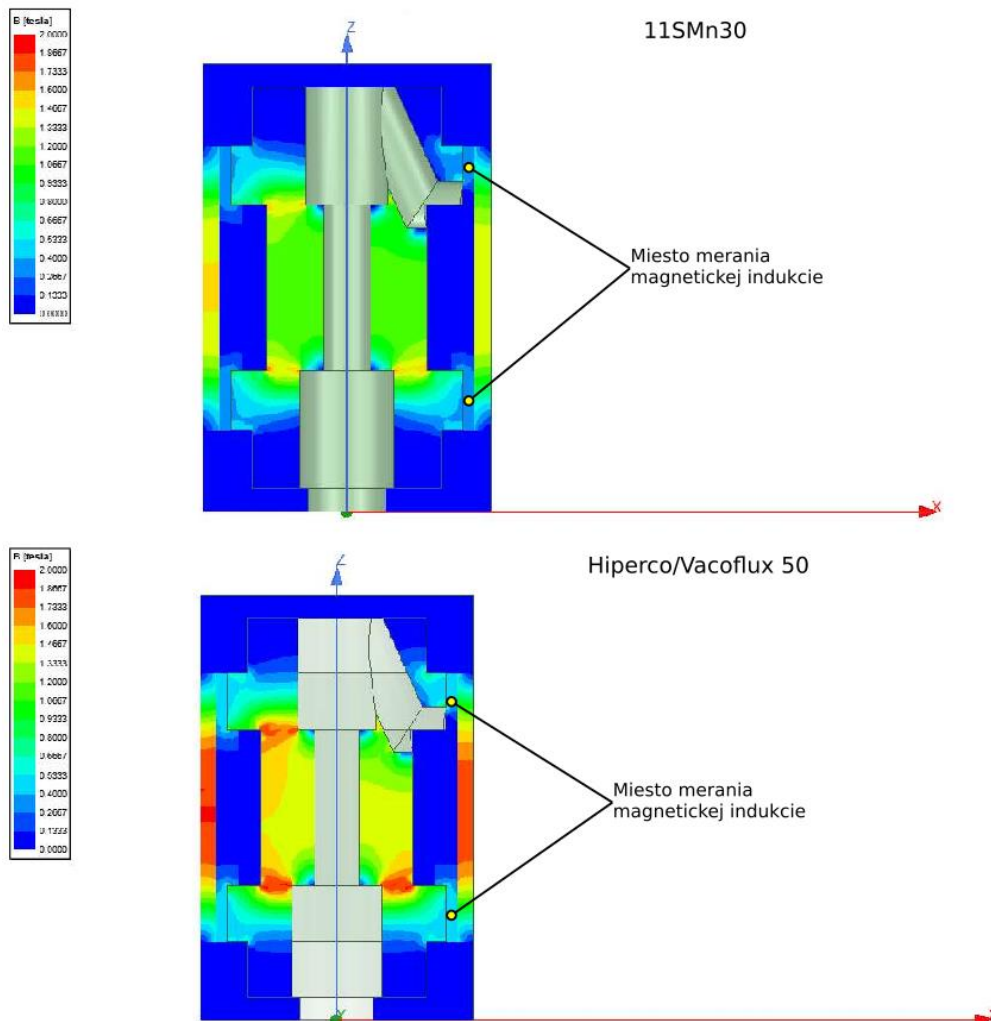 B [tesla]
2.0000
1.8667
1.7333
1.6000
1.4667
1.3333
1.2000
1.0667
0.9333
0.8000
0.6667
0.5333
0.4000
0.2667
0.1333
0.0000
Z
11SMn30
Miesto merania
magnetickej indukcie
X
B [tesla]
2.0000
1.8667
1.7333
1.6000
1.4667
1.3333
1.2000
1.0667
0.9333
0.8000
0.6667
0.5333
0.4000
0.2667
0.1333
0.0000
Z
Hiperco/Vacoflux 50
Miesto merania
magnetickej indukcie
Y